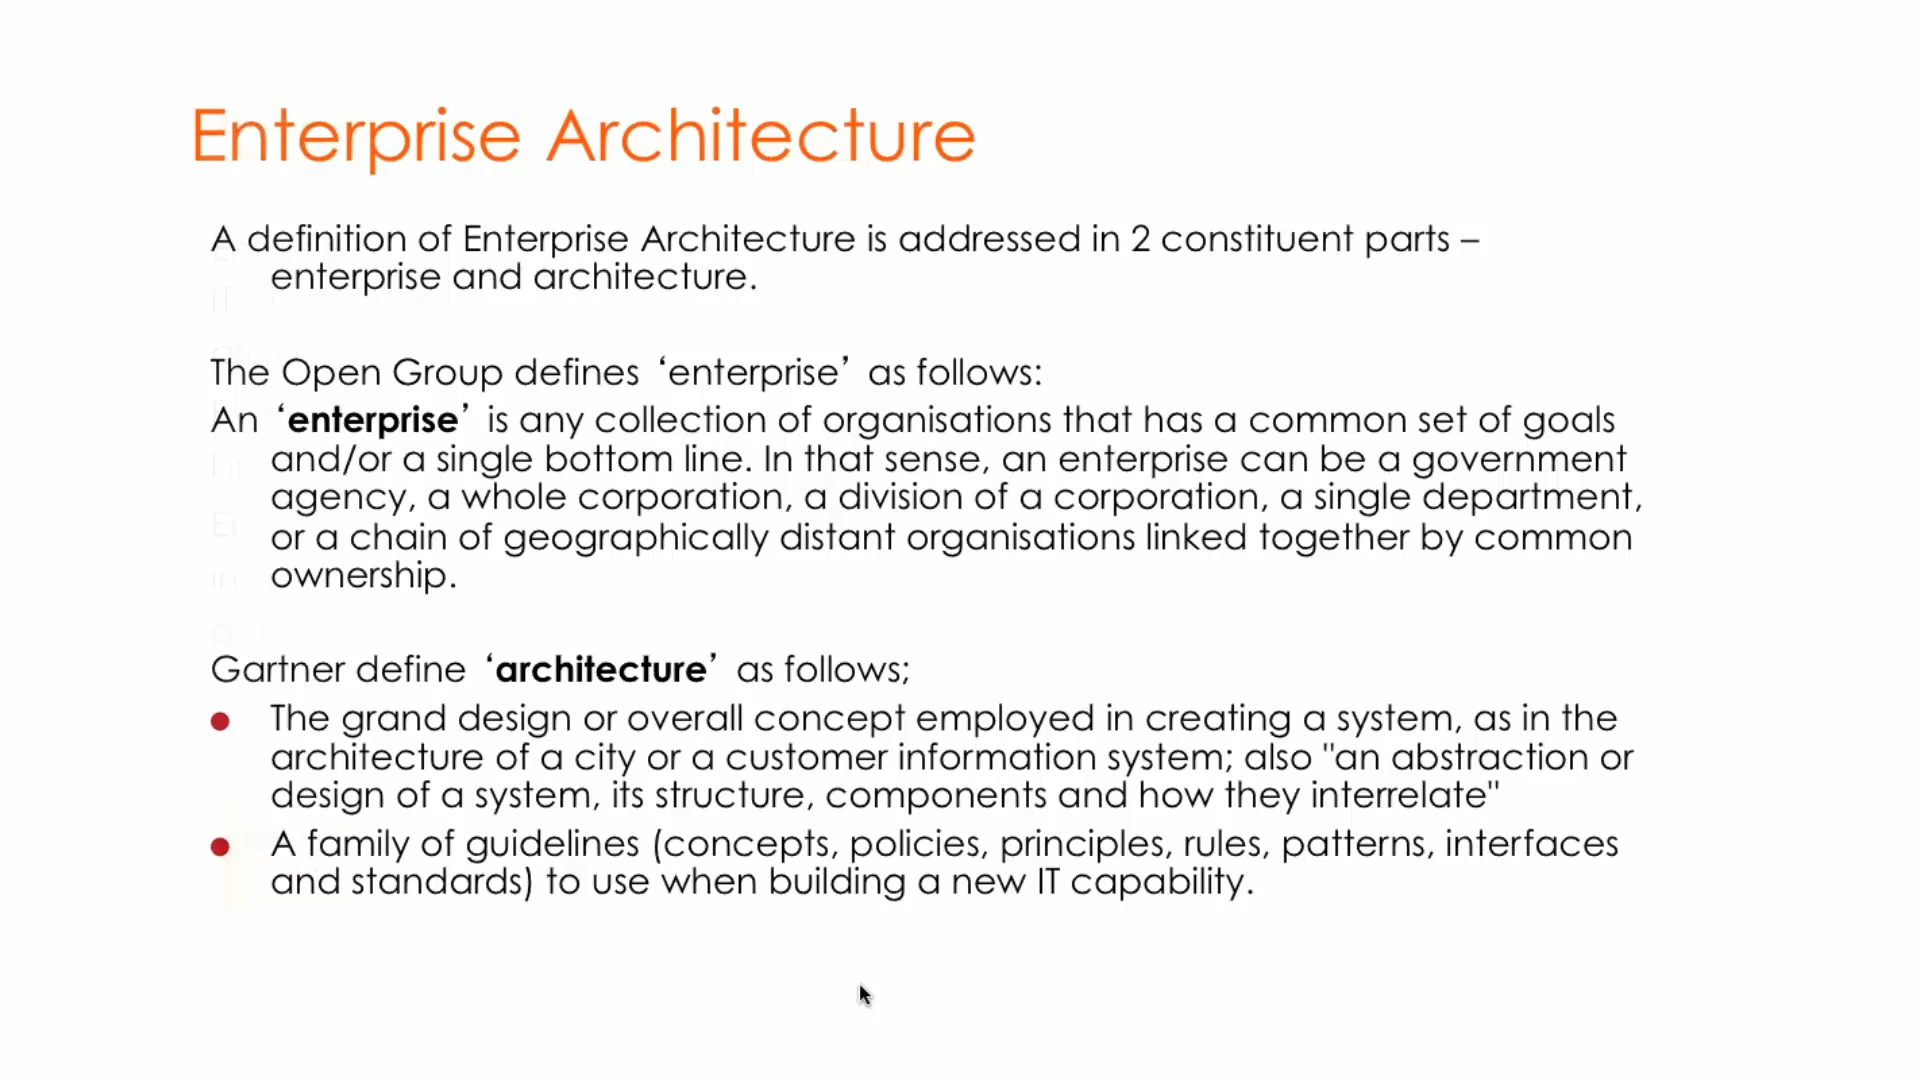 Enterprise Architecture
A definition of Enterprise Architecture is addressed in 2 constituent parts –
enterprise and architecture.
The Open Group defines ‘enterprise’ as follows:
An ‘enterprise’ is any collection of organisations that has a common set of goals
and/or a single bottom line. In that sense, an enterprise can be a government
agency, a whole corporation, a division of a corporation, a single department,
or a chain of geographically distant organisations linked together by common
ownership.
Gartner define ‘architecture’ as follows;
● The grand design or overall concept employed in creating a system, as in the
architecture of a city or a customer information system; also "an abstraction or
design of a system, its structure, components and how they interrelate"
● A family of guidelines (concepts, policies, principles, rules, patterns, interfaces
and standards) to use when building a new IT capability.